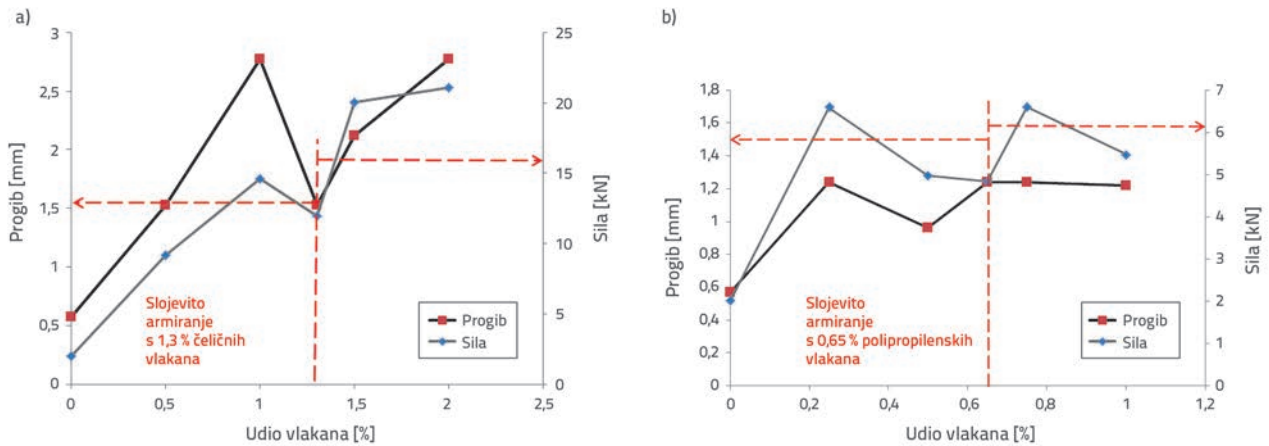 a)
3
2,5
2
1,5
1
0,5
0
Progib [mm]
25
20
15
10
5
0
Sila [kN]
0 0,5 1 1,5 2 2,5
Udio vlakana [%]
Slojevito
armiranje
s 1,3 % čeličnih
vlakana
Progib
Sila
b)
1,8
1,6
1,4
1,2
1
0,8
0,6
0,4
0,2
0
Progib [mm]
7
6
5
4
3
2
1
0
Sila [kN]
0 0,2 0,4 0,6 0,8 1 1,2
Udio vlakana [%]
Slojevito
armiranje
s 0,65 % polipropilenskih
vlakana
Progib
Sila